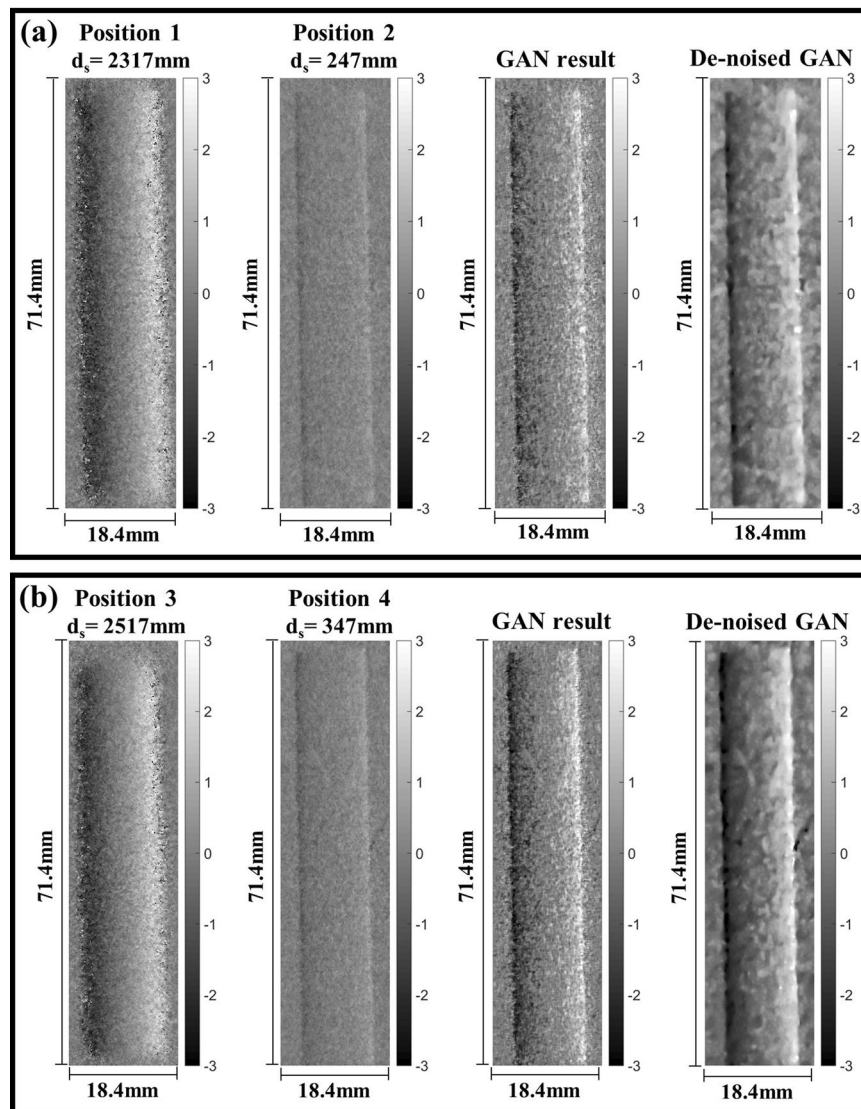 (a)
Position 1
d_s= 2317mm
Position 2
d_s= 247mm
GAN result
De-noised GAN
71.4mm
3
2
1
0
-1
-2
-3
18.4mm
71.4mm
3
2
1
0
-1
-2
-3
18.4mm
71.4mm
3
2
1
0
-1
-2
-3
18.4mm
71.4mm
3
2
1
0
-1
-2
-3
18.4mm
(b)
Position 3
d_s= 2517mm
Position 4
d_s= 347mm
GAN result
De-noised GAN
71.4mm
3
2
1
0
-1
-2
-3
18.4mm
71.4mm
3
2
1
0
-1
-2
-3
18.4mm
71.4mm
3
2
1
0
-1
-2
-3
18.4mm
71.4mm
3
2
1
0
-1
-2
-3
18.4mm